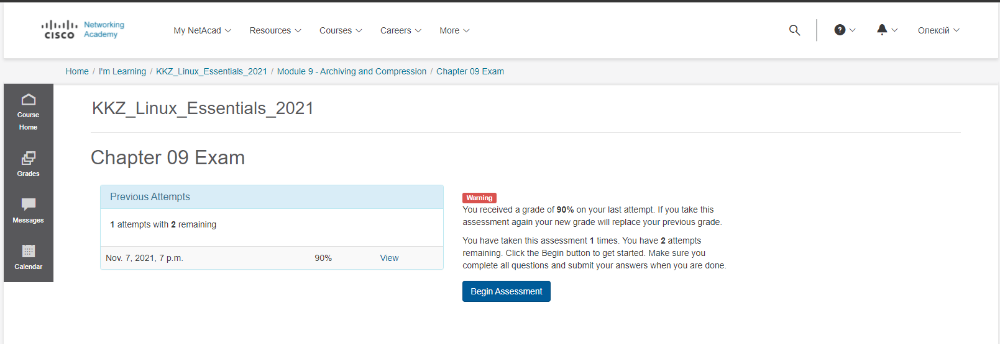 cisco Networking Academy
My NetAcad Resources Courses Careers More ? Олексій
Home / I'm Learning / KKZ_Linux_Essentials_2021 / Module 9 - Archiving and Compression / Chapter 09 Exam
Course
Home
Grades
Messages
Calendar
KKZ_Linux_Essentials_2021
Chapter 09 Exam
Previous Attempts
1 attempts with 2 remaining
Nov. 7, 2021, 7 p.m. 90% View
Warning
You received a grade of 90% on your last attempt. If you take this
assessment again your new grade will replace your previous grade.
You have taken this assessment 1 times. You have 2 attempts
remaining. Click the Begin button to get started. Make sure you
complete all questions and submit your answers when you are done.
Begin Assessment